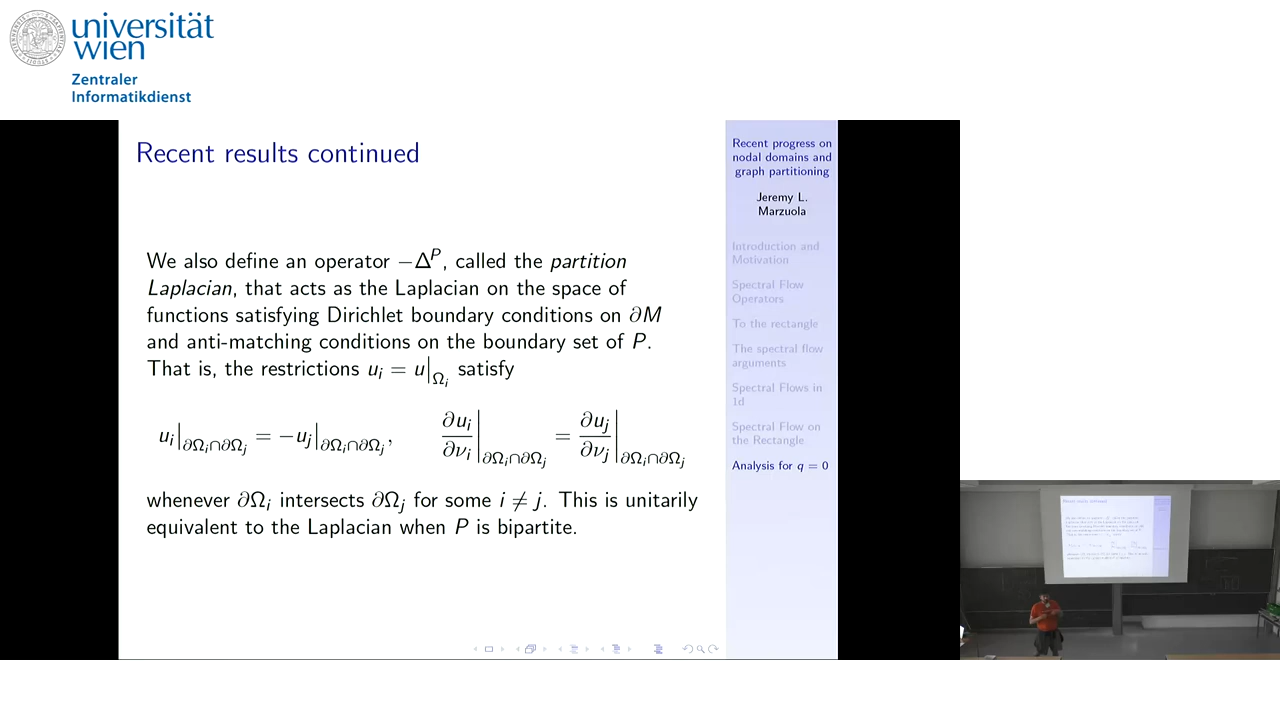 universität
wien
Zentraler
Informatikdienst
Recent results continued
We also define an operator −Δ^P, called the partition
Laplacian, that acts as the Laplacian on the space of
functions satisfying Dirichlet boundary conditions on ∂M
and anti-matching conditions on the boundary set of P.
That is, the restrictions u_i = u|_{Ω_i} satisfy
u_i|_{∂Ω_i∩∂Ω_j} = −u_j|_{∂Ω_i∩∂Ω_j}, ∂u_i/∂ν_i|_{∂Ω_i∩∂Ω_j} = ∂u_j/∂ν_j|_{∂Ω_i∩∂Ω_j}
whenever ∂Ω_i intersects ∂Ω_j for some i ≠ j. This is unitarily
equivalent to the Laplacian when P is bipartite.
Recent progress on
nodal domains and
graph partitioning
Jeremy L.
Marzuola
Introduction and
Motivation
Spectral Flow
Operators
To the rectangle
The spectral flow
arguments
Spectral Flows in
1d
Spectral Flow on
the Rectangle
Analysis for q = 0
Recent results continued